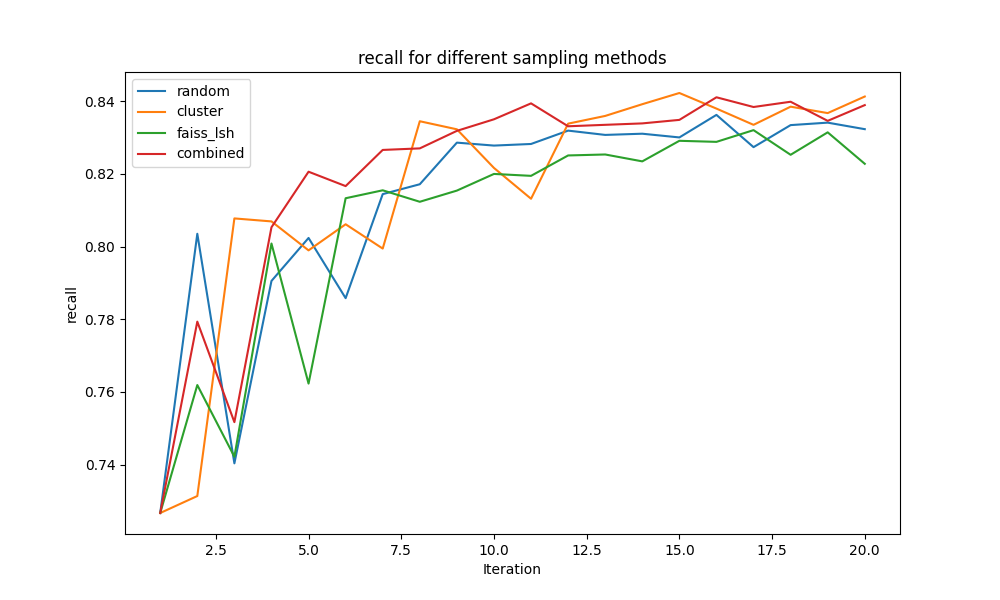 recall for different sampling methods
random
cluster
faiss_lsh
combined
0.84
0.82
0.80
0.78
0.76
0.74
recall
2.5 5.0 7.5 10.0 12.5 15.0 17.5 20.0
Iteration